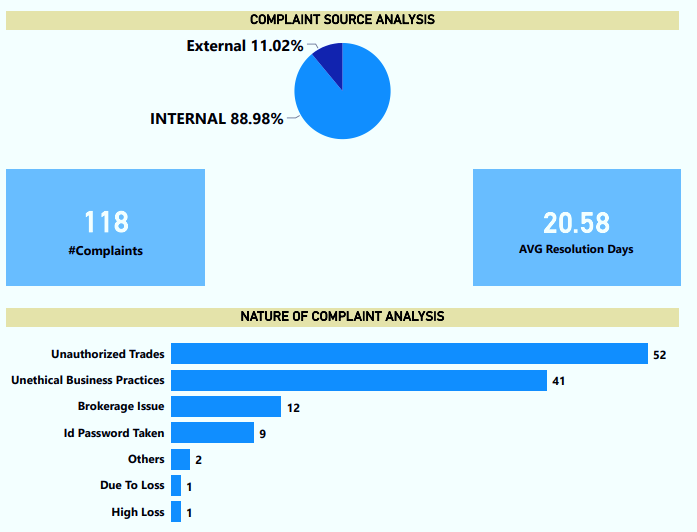 COMPLAINT SOURCE ANALYSIS
External 11.02%
INTERNAL 88.98%
118
#Complaints
20.58
AVG Resolution Days
NATURE OF COMPLAINT ANALYSIS
Unauthorized Trades 52
Unethical Business Practices 41
Brokerage Issue 12
Id Password Taken 9
Others 2
Due To Loss 1
High Loss 1